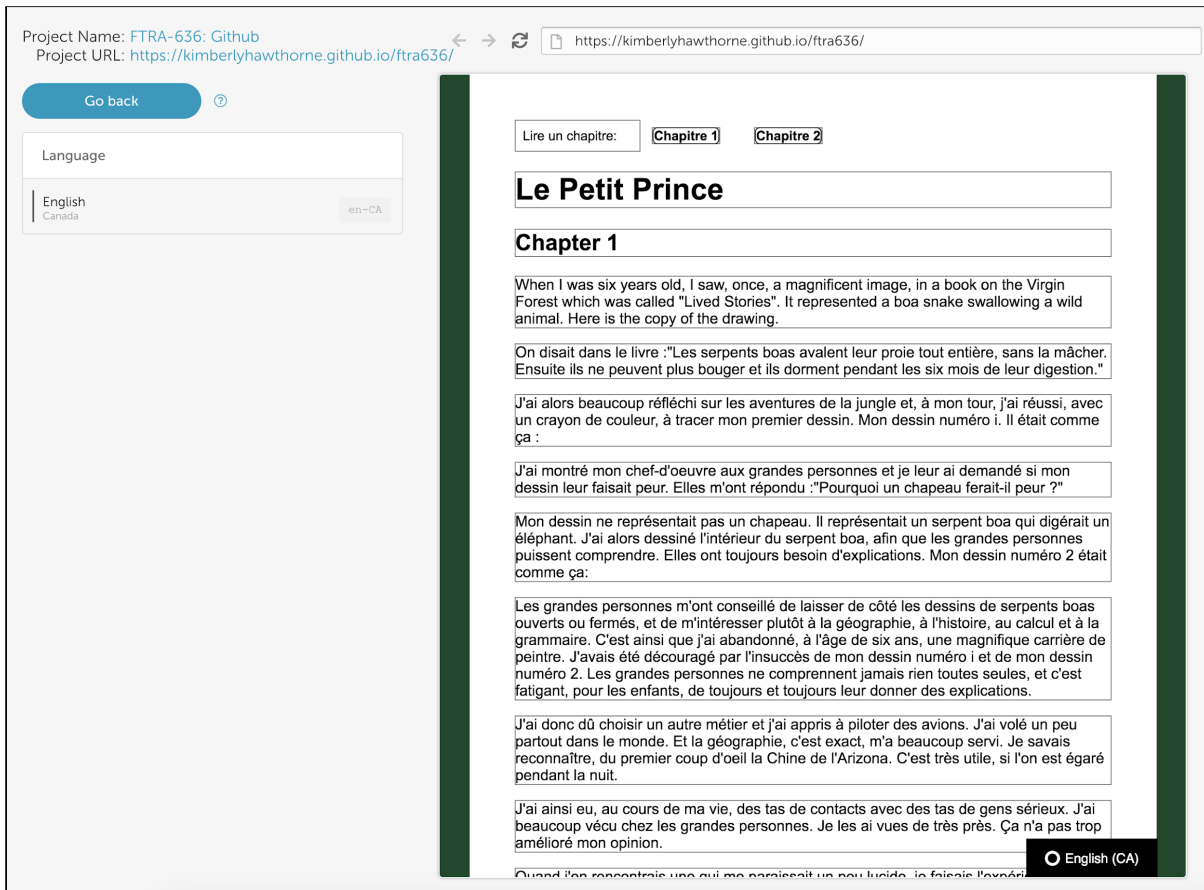 Project Name: FTRA-636: Github
Project URL: https://kimberlyhawthorne.github.io/ftra636/
https://kimberlyhawthorne.github.io/ftra636/
Go back
?
Language
English
Canada
en-CA
Lire un chapitre:
Chapitre 1
Chapitre 2
Le Petit Prince
Chapter 1
When I was six years old, I saw, once, a magnificent image, in a book on the Virgin
Forest which was called "Lived Stories". It represented a boa snake swallowing a wild
animal. Here is the copy of the drawing.
On disait dans le livre :"Les serpents boas avalent leur proie tout entière, sans la mâcher.
Ensuite ils ne peuvent plus bouger et ils dorment pendant les six mois de leur digestion."
J'ai alors beaucoup réfléchi sur les aventures de la jungle et, à mon tour, j'ai réussi, avec
un crayon de couleur, à tracer mon premier dessin. Mon dessin numéro i. Il était comme
ça :
J'ai montré mon chef-d'oeuvre aux grandes personnes et je leur ai demandé si mon
dessin leur faisait peur. Elles m'ont répondu :"Pourquoi un chapeau ferait-il peur ?"
Mon dessin ne représentait pas un chapeau. Il représentait un serpent boa qui digérait un
éléphant. J'ai alors dessiné l'intérieur du serpent boa, afin que les grandes personnes
puissent comprendre. Elles ont toujours besoin d'explications. Mon dessin numéro 2 était
comme ça:
Les grandes personnes m'ont conseillé de laisser de côté les dessins de serpents boas
ouverts ou fermés, et de m'intéresser plutôt à la géographie, à l'histoire, au calcul et à la
grammaire. C'est ainsi que j'ai abandonné, à l'âge de six ans, une magnifique carrière de
peintre. J'avais été découragé par l'insuccès de mon dessin numéro i et de mon dessin
numéro 2. Les grandes personnes ne comprennent jamais rien toutes seules, et c'est
fatigant, pour les enfants, de toujours et toujours leur donner des explications.
J'ai donc dû choisir un autre métier et j'ai appris à piloter des avions. J'ai volé un peu
partout dans le monde. Et la géographie, c'est exact, m'a beaucoup servi. Je savais
reconnaître, du premier coup d'oeil la Chine de l'Arizona. C'est très utile, si l'on est égaré
pendant la nuit.
J'ai ainsi eu, au cours de ma vie, des tas de contacts avec des tas de gens sérieux. J'ai
beaucoup vécu chez les grandes personnes. Je les ai vues de très près. Ça n'a pas trop
amélioré mon opinion.
Quand j'en rencontrais une qui me paraissait un peu lucide, je faisais
English (CA)